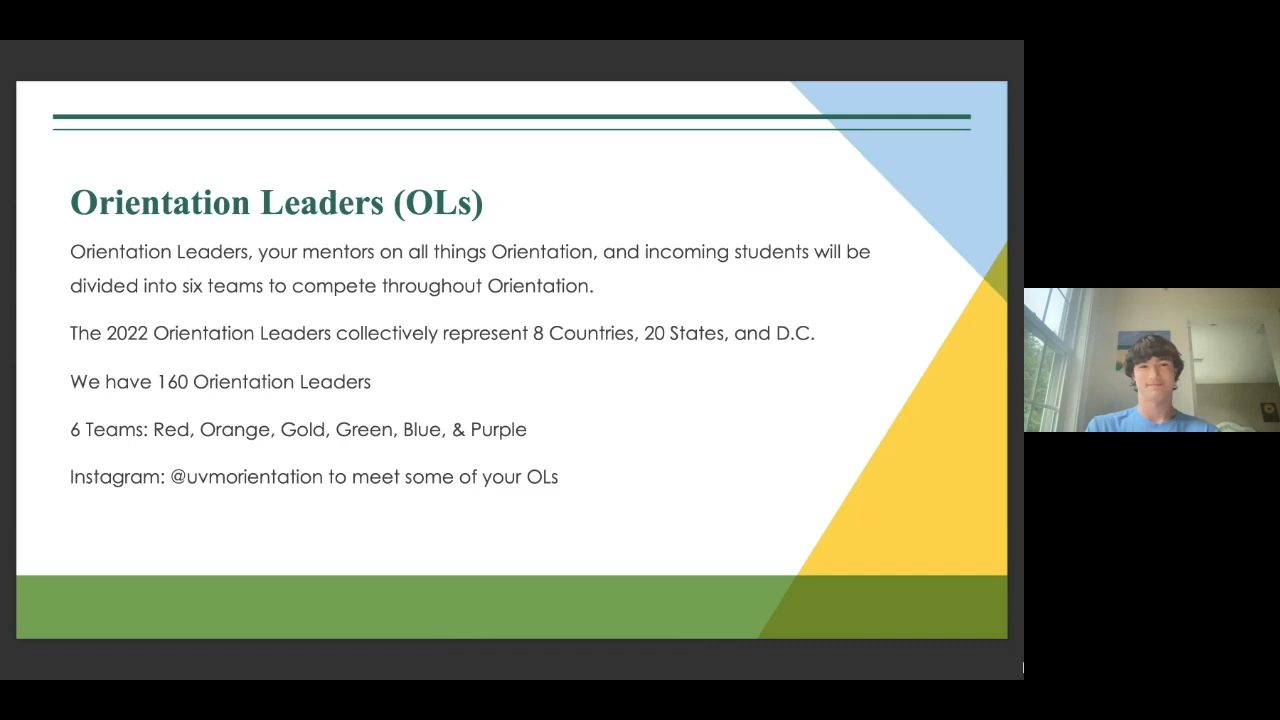 Orientation Leaders (OLs)
Orientation Leaders, your mentors on all things Orientation, and incoming students will be
divided into six teams to compete throughout Orientation.
The 2022 Orientation Leaders collectively represent 8 Countries, 20 States, and D.C.
We have 160 Orientation Leaders
6 Teams: Red, Orange, Gold, Green, Blue, & Purple
Instagram: @uvmorientation to meet some of your OLs